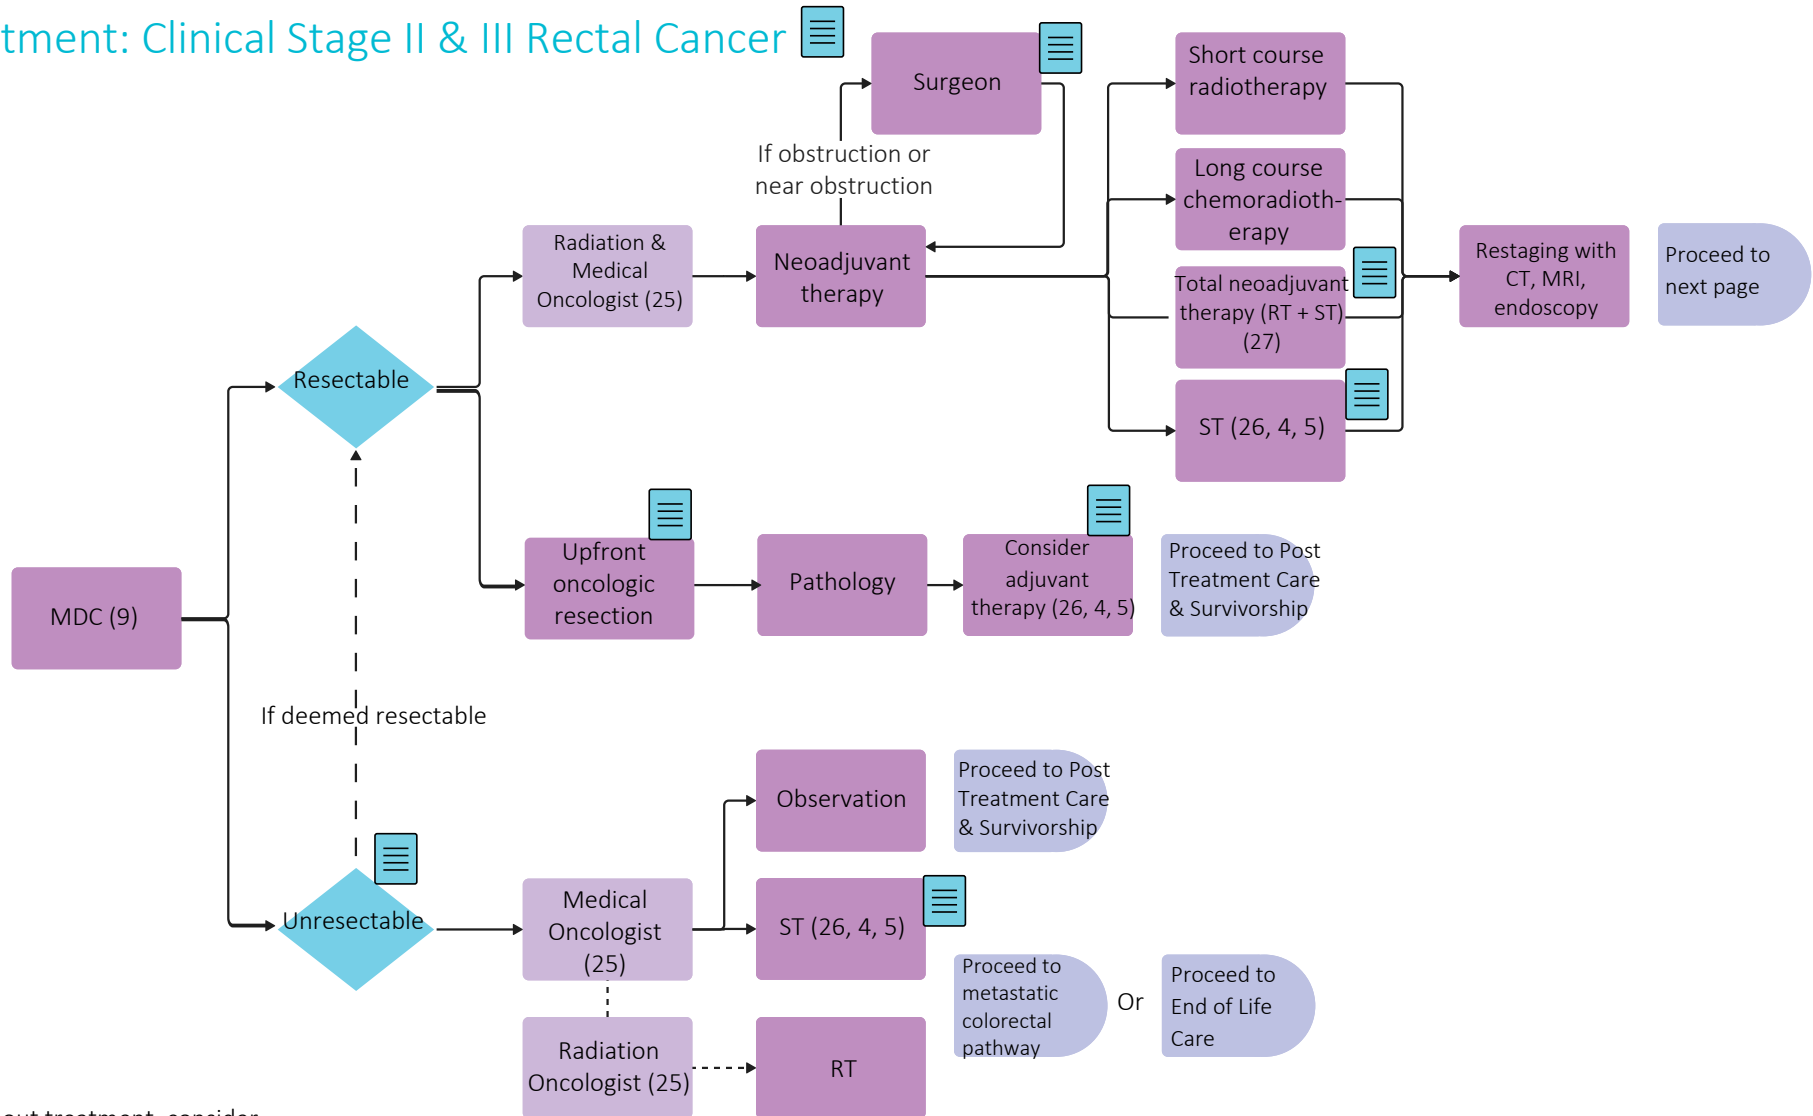 tment: Clinical Stage II & III Rectal Cancer
Surgeon
If obstruction or
near obstruction
Short course
radiotherapy
Long course
chemoradioth-
erapy
Radiation &
Medical
Oncologist (25)
Neoadjuvant
therapy
Total neoadjuvant
therapy (RT + ST)
(27)
Restaging with
CT, MRI,
endoscopy
Proceed to
next page
Resectable
ST (26, 4, 5)
Upfront
oncologic
resection
Pathology
Consider
adjuvant
therapy (26, 4, 5)
Proceed to Post
Treatment Care
& Survivorship
MDC (9)
If deemed resectable
Observation
Proceed to Post
Treatment Care
& Survivorship
Unresectable
Medical
Oncologist
(25)
ST (26, 4, 5)
Proceed to
metastatic
colorectal
pathway
Or
Proceed to
End of Life
Care
Radiation
Oncologist (25)
RT
out treatment, consider